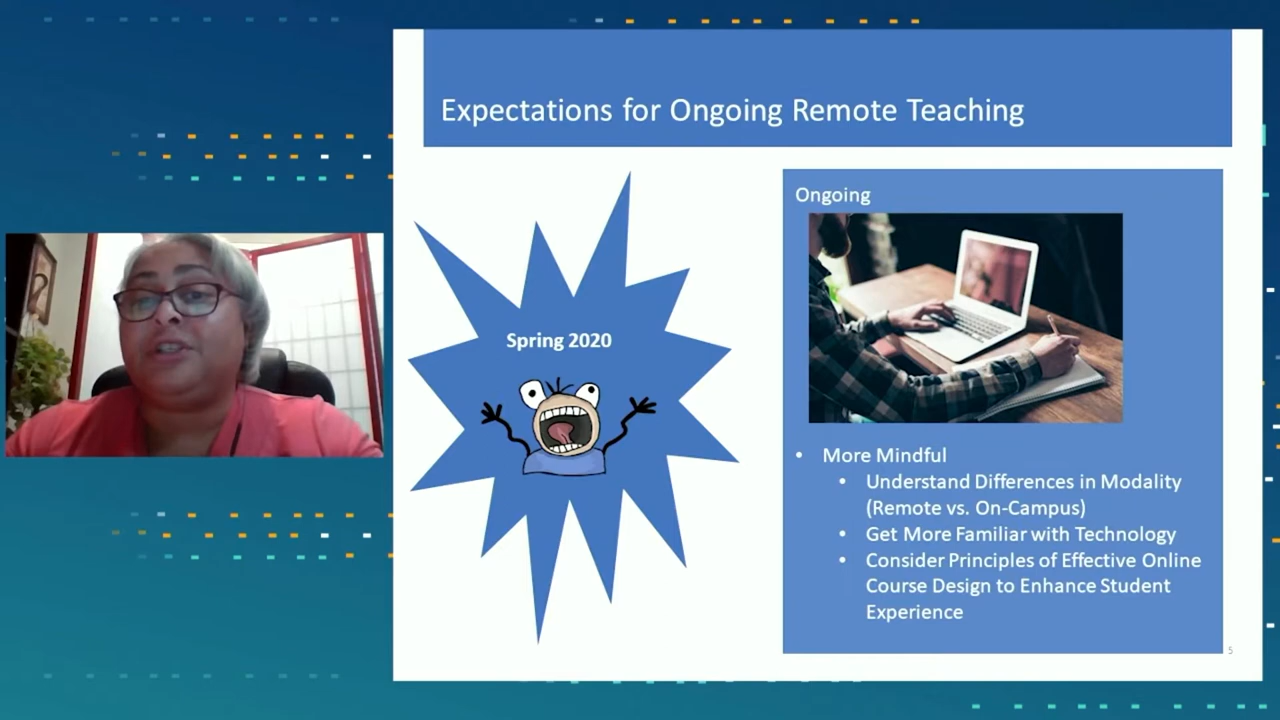 Expectations for Ongoing Remote Teaching
Spring 2020
Ongoing
• More Mindful
• Understand Differences in Modality
(Remote vs. On-Campus)
• Get More Familiar with Technology
• Consider Principles of Effective Online
Course Design to Enhance Student
Experience
5